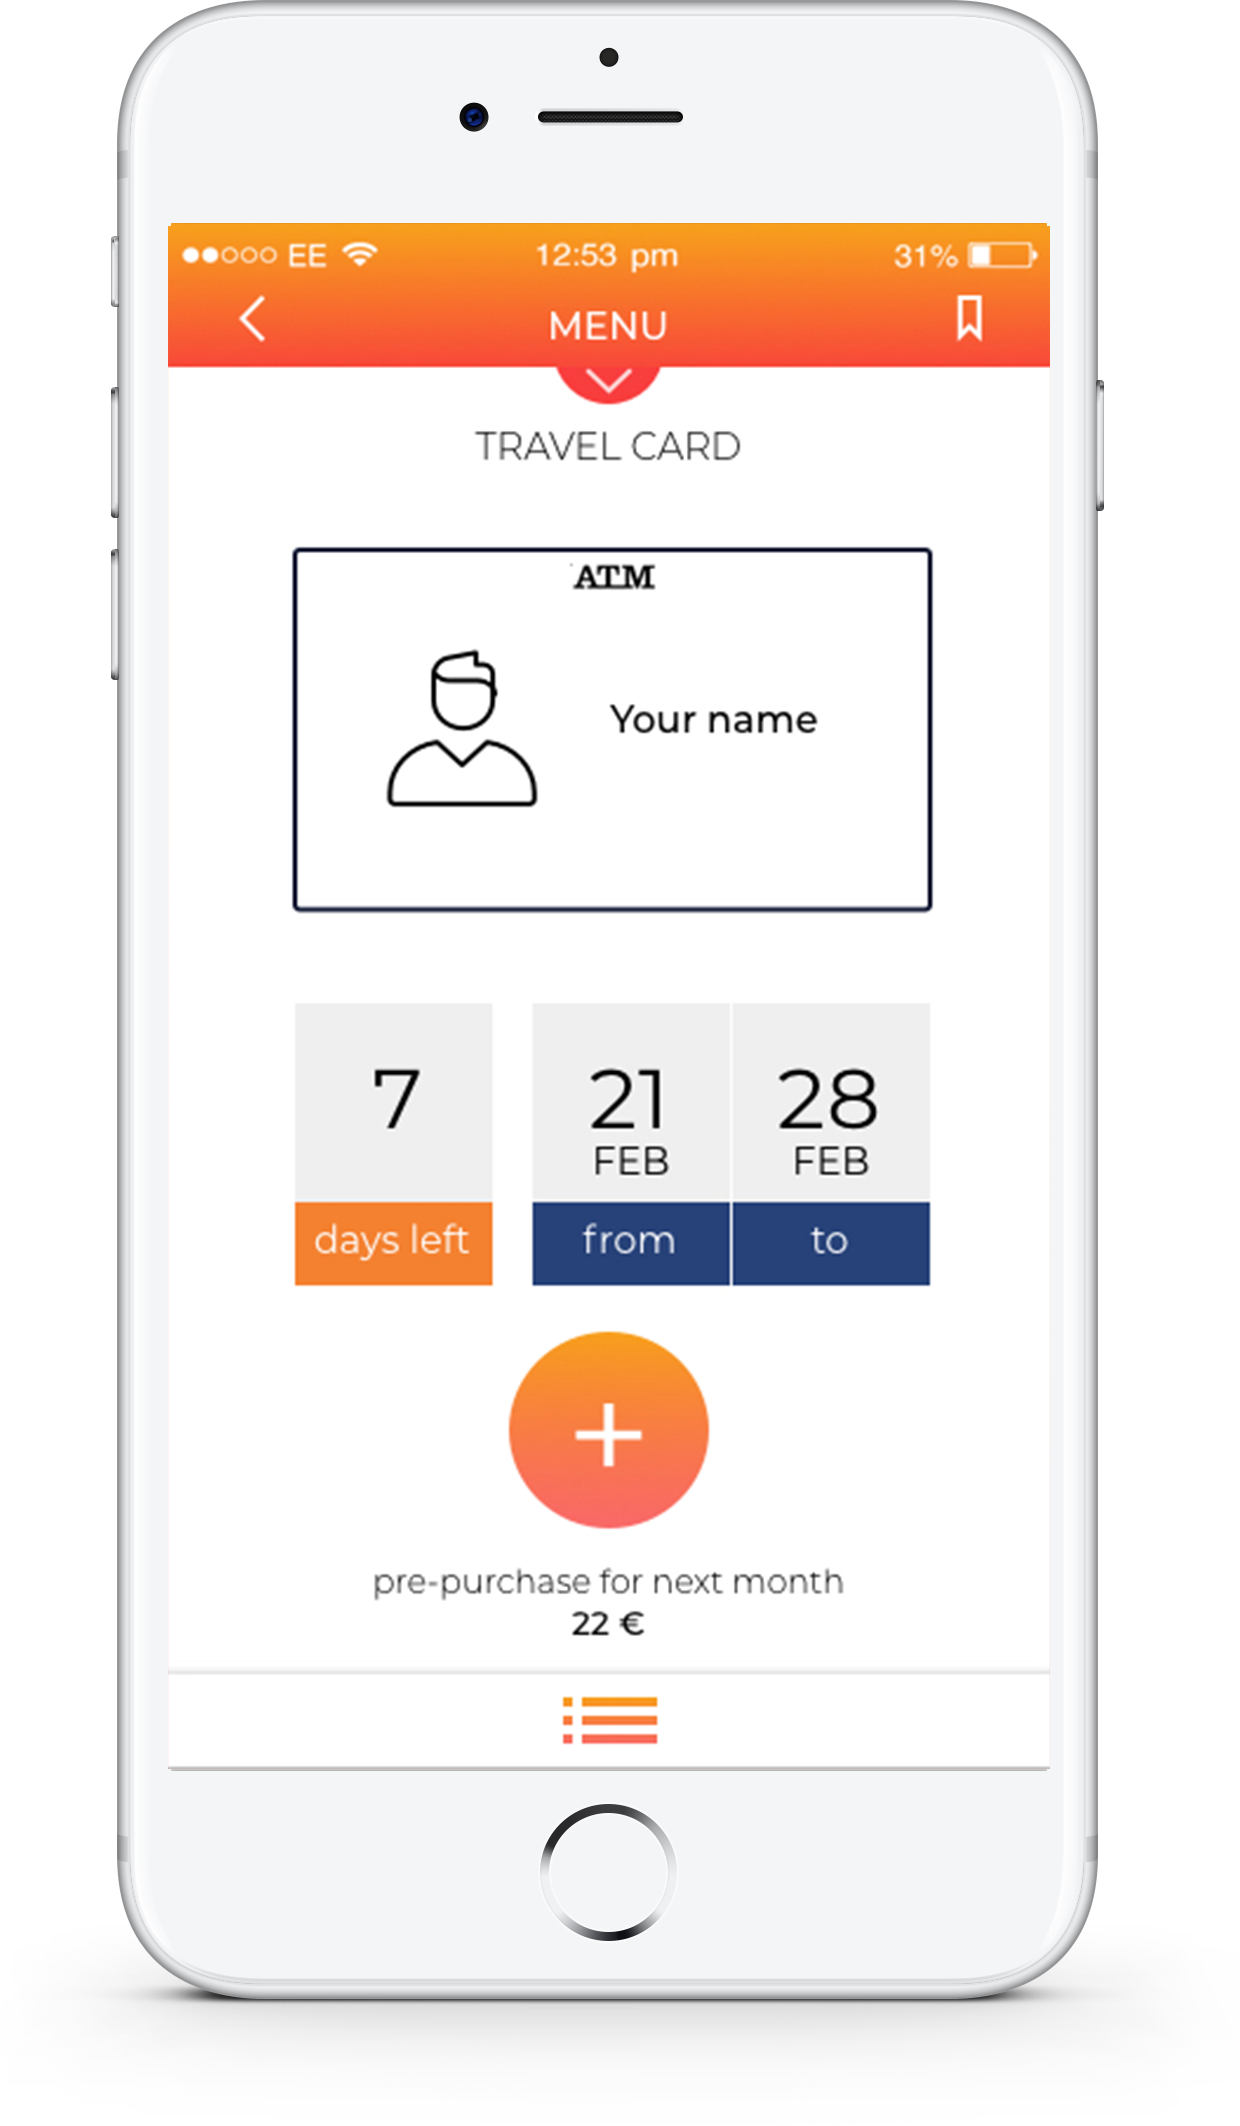 EE 12:53 pm 31%
MENU
TRAVEL CARD
ATM
Your name
7
days left
21
FEB
from
28
FEB
to
pre-purchase for next month
22 €